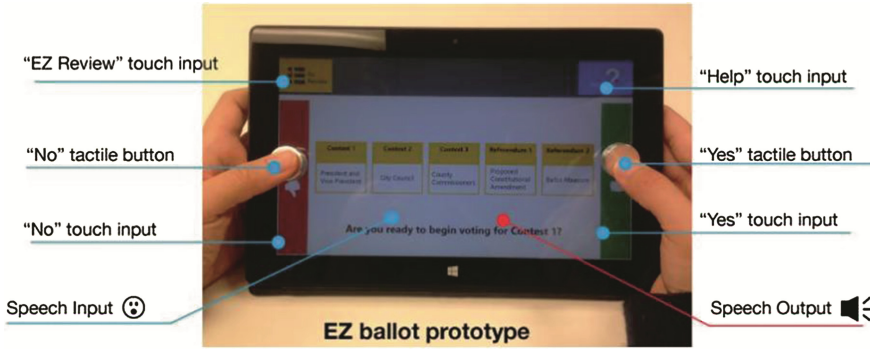 “EZ Review” touch input
“Help” touch input
?
“No” tactile button
“Yes” tactile button
Contest 1
Contest 2
Contest 3
Referendum 1
Referendum 2
President and
Vice-President
City Council
County
Commissioners
Proposed
Constitutional
Amendment
Ballot Measure
“No” touch input
“Yes” touch input
Are you ready to begin voting for Contest 1?
Speech Input
Speech Output
EZ ballot prototype